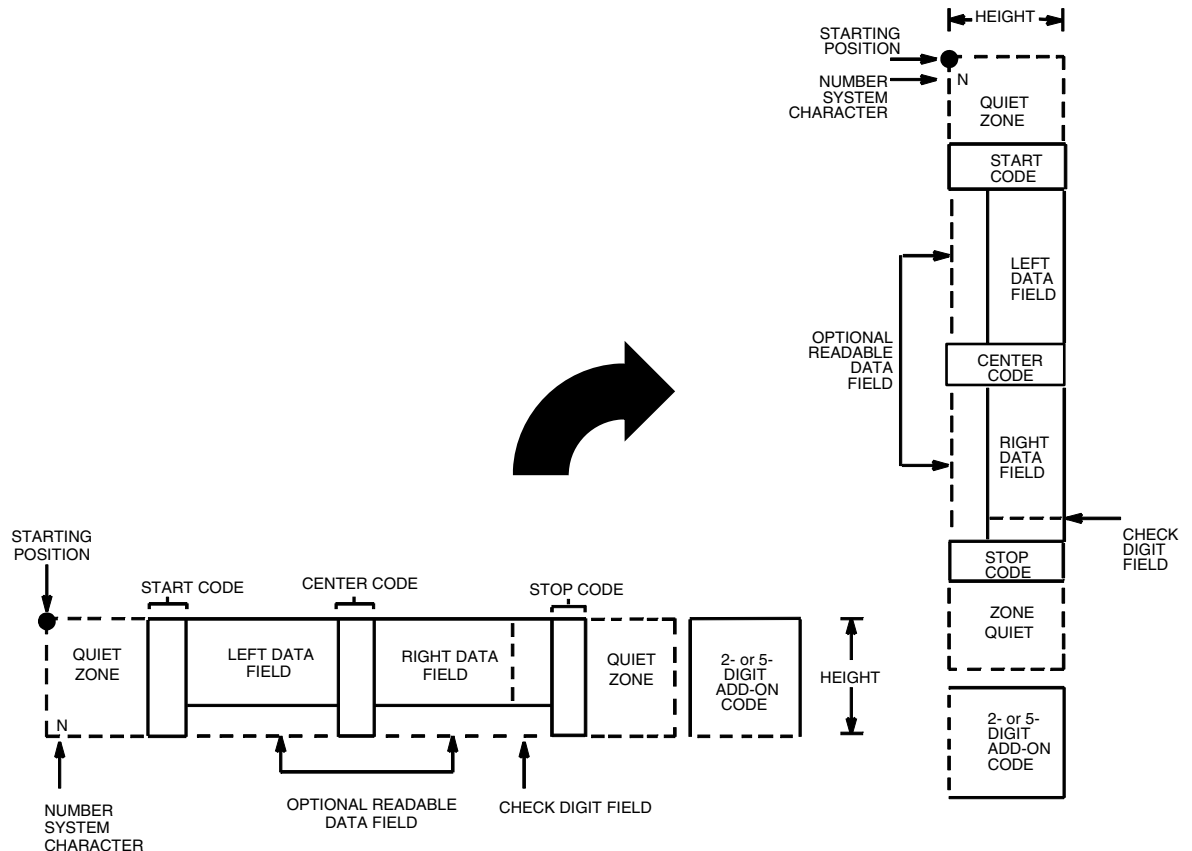 HEIGHT
STARTING
POSITION
N
NUMBER
SYSTEM
CHARACTER
QUIET
ZONE
START
CODE
LEFT
DATA
FIELD
OPTIONAL
READABLE
DATA
FIELD
CENTER
CODE
RIGHT
DATA
FIELD
CHECK
DIGIT
FIELD
STOP
CODE
ZONE
QUIET
2- or 5-
DIGIT
ADD-ON
CODE
STARTING
POSITION
START CODE
CENTER CODE
STOP CODE
QUIET
ZONE
LEFT DATA
FIELD
RIGHT DATA
FIELD
QUIET
ZONE
2- or 5-
DIGIT
ADD-ON
CODE
HEIGHT
N
NUMBER
SYSTEM
CHARACTER
OPTIONAL READABLE
DATA FIELD
CHECK DIGIT FIELD